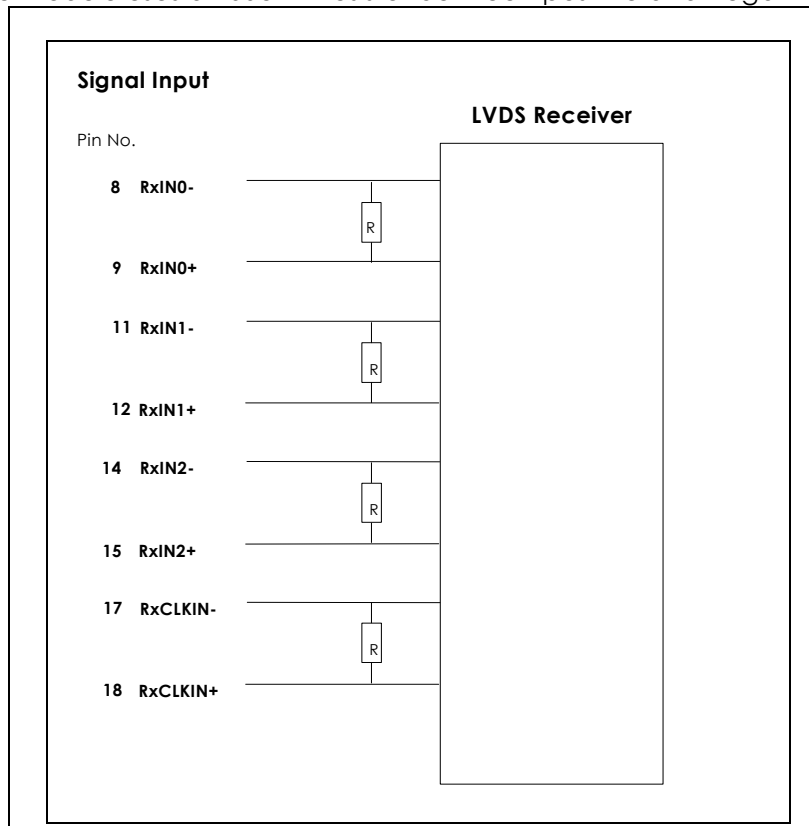 Signal Input
LVDS Receiver
Pin No.
8 RxIN0-
R
9 RxIN0+
11 RxIN1-
R
12 RxIN1+
14 RxIN2-
R
15 RxIN2+
17 RxCLKIN-
R
18 RxCLKIN+